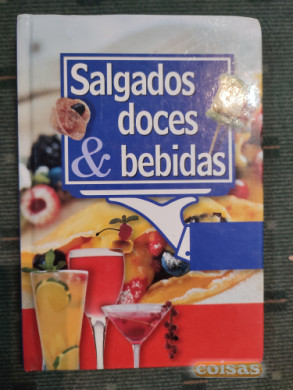 Salgados
doces
& bebidas
coisas